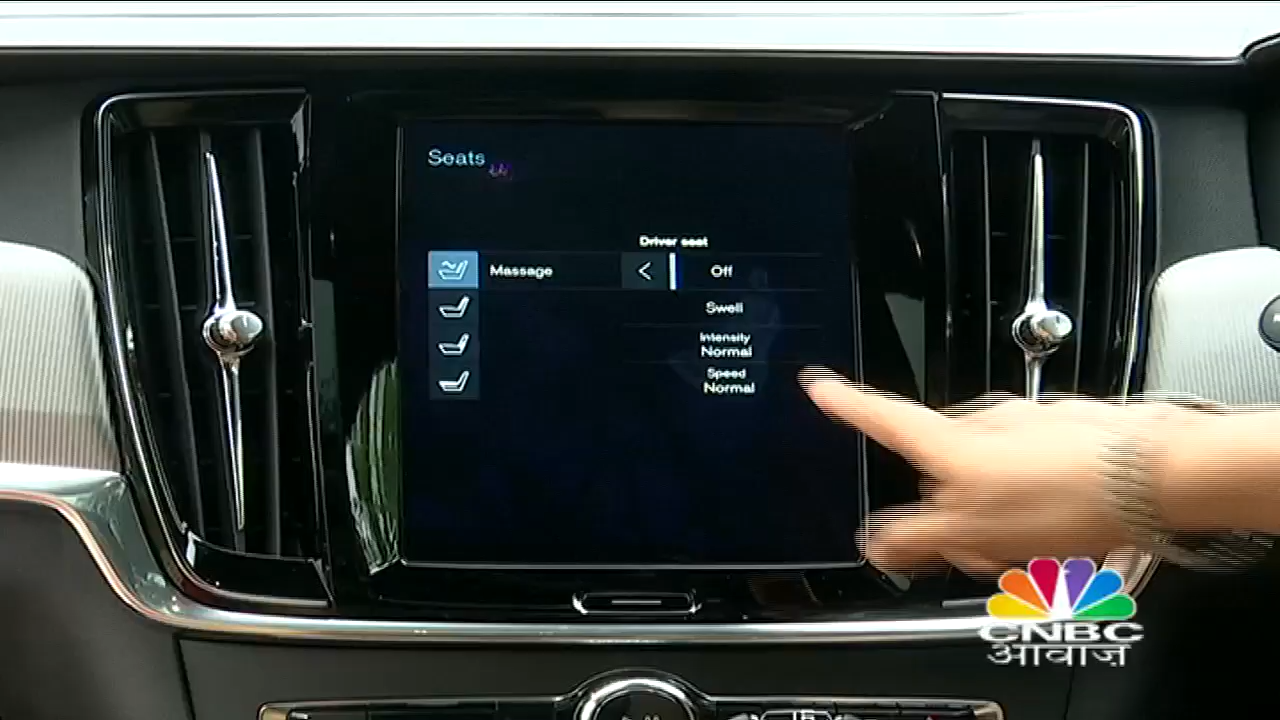 Seats
Driver seat
Massage < Off
Swell
Intensity
Normal
Speed
Normal
CNBC
आवाज़